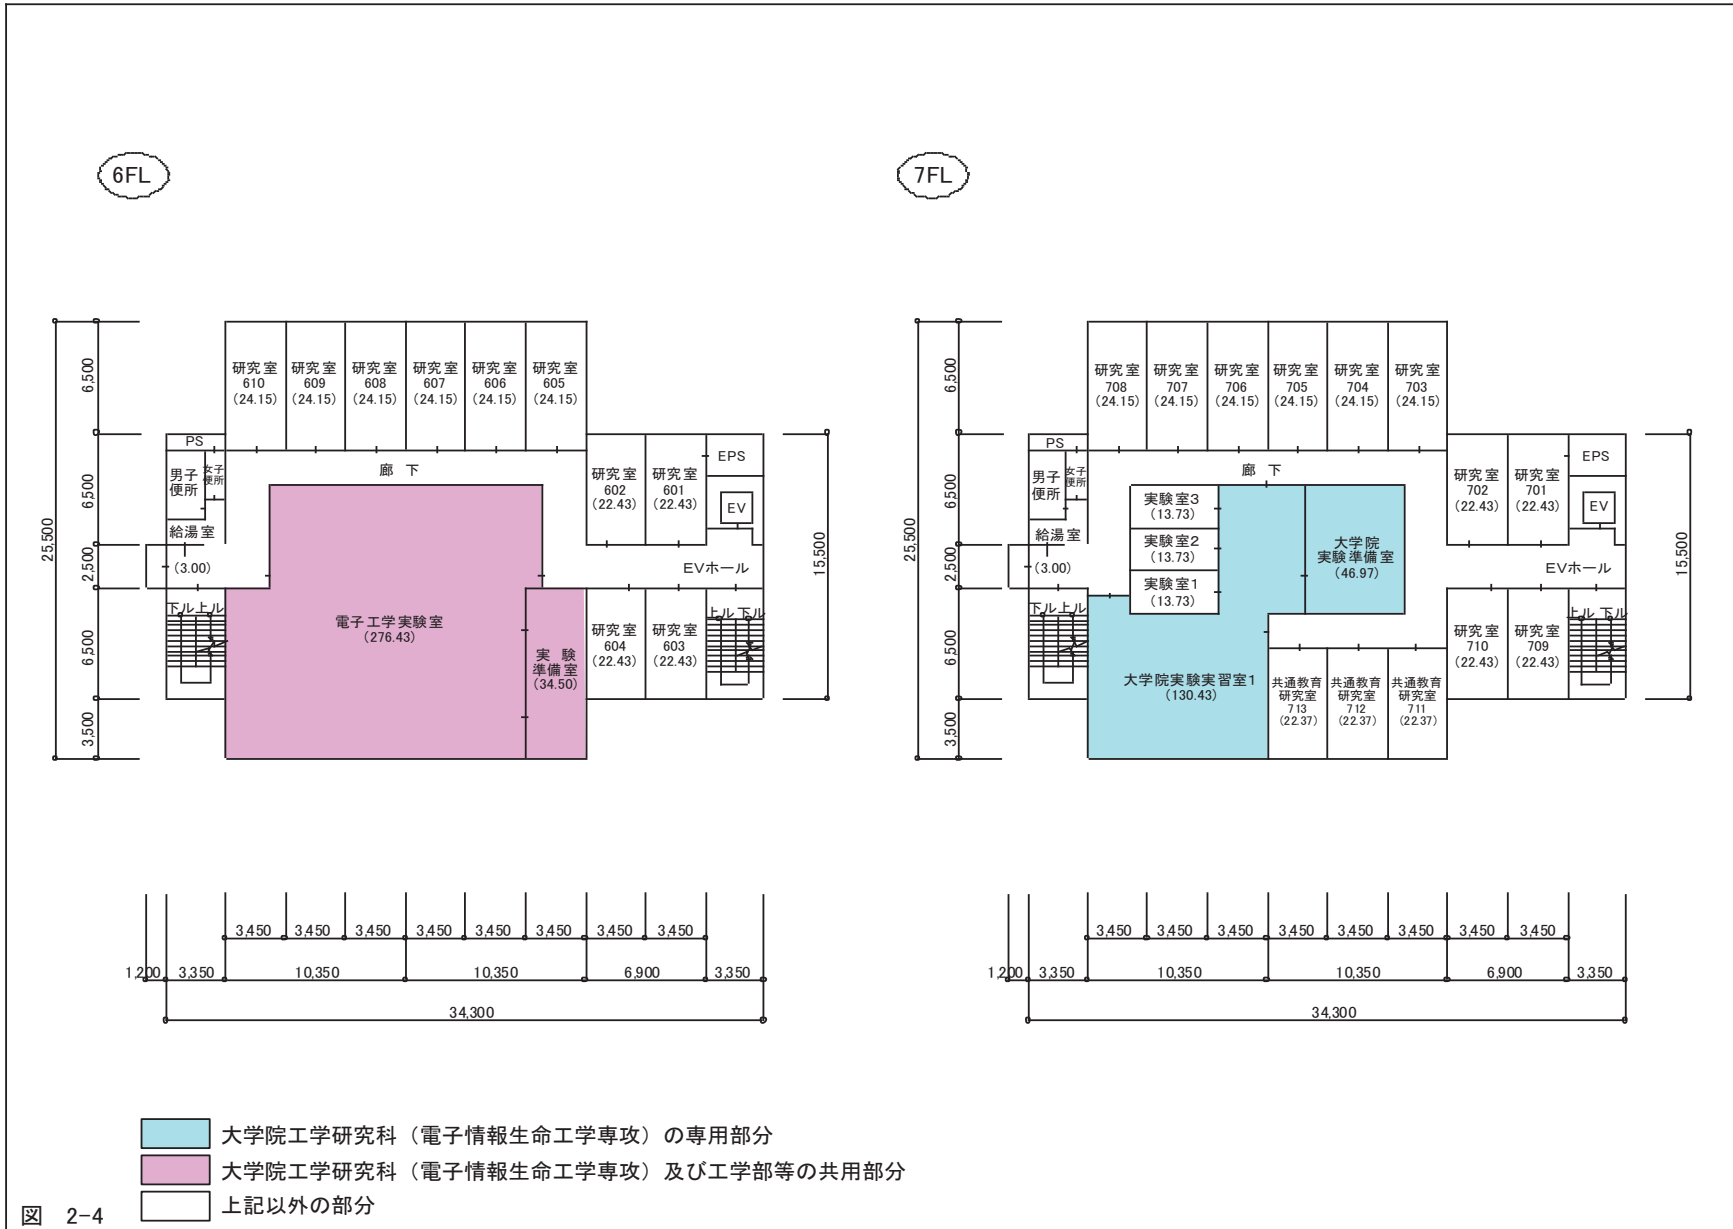 6FL
研究室
610
(24.15)
研究室
609
(24.15)
研究室
608
(24.15)
研究室
607
(24.15)
研究室
606
(24.15)
研究室
605
(24.15)
PS
男子
便所
女子
便所
廊 下
研究室
602
(22.43)
研究室
601
(22.43)
EPS
EV
給湯室
(3.00)
EVホール
下ル 上ル
電子工学実験室
(276.43)
実 験
準備室
(34.50)
研究室
604
(22.43)
研究室
603
(22.43)
上ル 下ル
6,500
6,500
2,500
6,500
3,500
25,500
15,500
3,450 3,450 3,450 3,450 3,450 3,450 3,450 3,450
1,200 3,350 10,350 10,350 6,900 3,350
34,300
7FL
研究室
708
(24.15)
研究室
707
(24.15)
研究室
706
(24.15)
研究室
705
(24.15)
研究室
704
(24.15)
研究室
703
(24.15)
PS
男子
便所
女子
便所
廊 下
研究室
702
(22.43)
研究室
701
(22.43)
EPS
EV
給湯室
(3.00)
実験室3
(13.73)
実験室2
(13.73)
実験室1
(13.73)
大学院
実験準備室
(46.97)
EVホール
下ル 上ル
大学院実験実習室1
(130.43)
共通教育
研究室
713
(22.37)
共通教育
研究室
712
(22.37)
共通教育
研究室
711
(22.37)
研究室
710
(22.43)
研究室
709
(22.43)
上ル 下ル
6,500
6,500
2,500
6,500
3,500
25,500
15,500
3,450 3,450 3,450 3,450 3,450 3,450 3,450 3,450
1,200 3,350 10,350 10,350 6,900 3,350
34,300
大学院工学研究科（電子情報生命工学専攻）の専用部分
大学院工学研究科（電子情報生命工学専攻）及び工学部等の共用部分
上記以外の部分
図 2-4